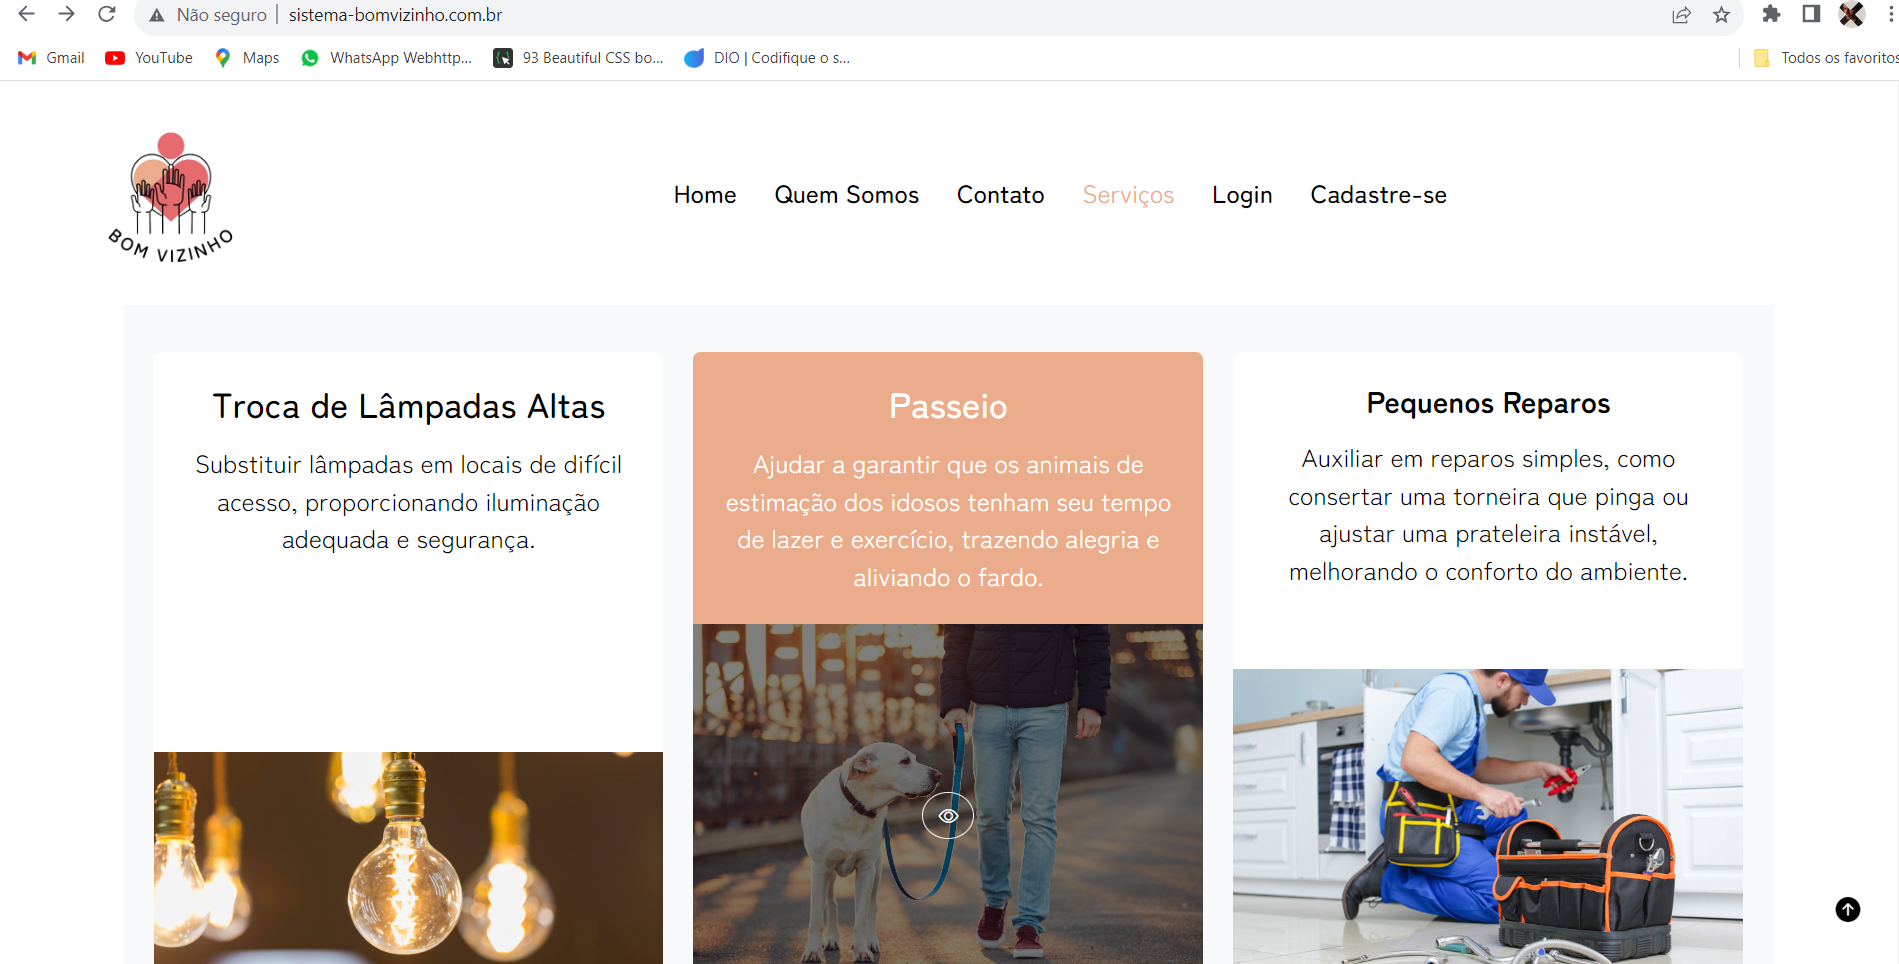 Não seguro | sistema-bomvizinho.com.br
Gmail YouTube Maps WhatsApp Webhttp... 93 Beautiful CSS bo... DIO | Codifique o s... Todos os favoritos
BOM VIZINHO
Home Quem Somos Contato Serviços Login Cadastre-se
Troca de Lâmpadas Altas
Substituir lâmpadas em locais de difícil
acesso, proporcionando iluminação
adequada e segurança.
Passeio
Ajudar a garantir que os animais de
estimação dos idosos tenham seu tempo
de lazer e exercício, trazendo alegria e
aliviando o fardo.
Pequenos Reparos
Auxiliar em reparos simples, como
consertar uma torneira que pinga ou
ajustar uma prateleira instável,
melhorando o conforto do ambiente.